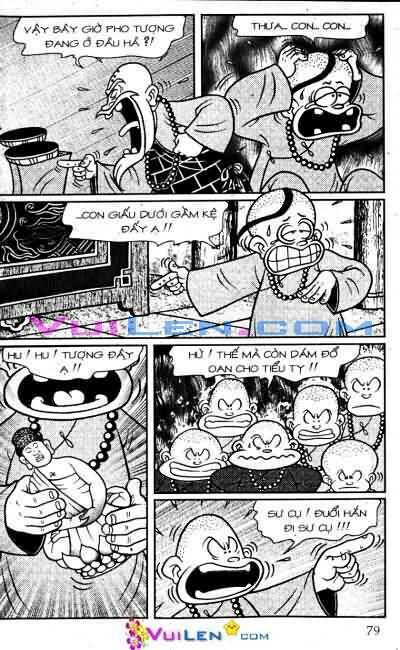 VẬY BÂY GIỜ PHO TƯỢNG
ĐANG Ở ĐÂU HẢ ?!
THƯA... CON... CON...
...CON GIẤU DƯỚI GẦM KỆ
ĐẤY Ạ !!
VUILEN.COM
HU ! HU ! TƯỢNG ĐÂY
Ạ !!
HỪ ! THẾ MÀ CÒN DÁM ĐỔ
OAN CHO TIỂU TỴ !!
SƯ CỤ ! ĐUỔI HẮN
ĐI SƯ CỤ !!!
79
VUILEN.COM